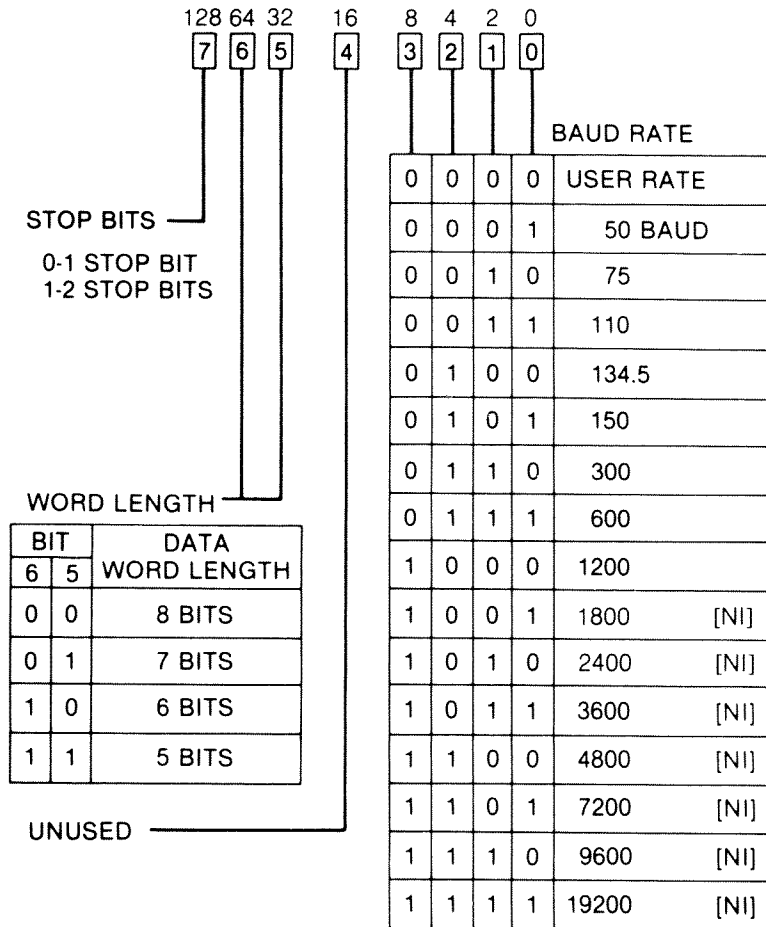 128 64 32 16 8 4 2 0
7 6 5 4 3 2 1 0
BAUD RATE
0 0 0 0 USER RATE
0 0 0 1 50 BAUD
0 0 1 0 75
0 0 1 1 110
0 1 0 0 134.5
0 1 0 1 150
0 1 1 0 300
0 1 1 1 600
1 0 0 0 1200
1 0 0 1 1800 [NI]
1 0 1 0 2400 [NI]
1 0 1 1 3600 [NI]
1 1 0 0 4800 [NI]
1 1 0 1 7200 [NI]
1 1 1 0 9600 [NI]
1 1 1 1 19200 [NI]
STOP BITS
0-1 STOP BIT
1-2 STOP BITS
WORD LENGTH
BIT DATA
6 5 WORD LENGTH
0 0 8 BITS
0 1 7 BITS
1 0 6 BITS
1 1 5 BITS
UNUSED